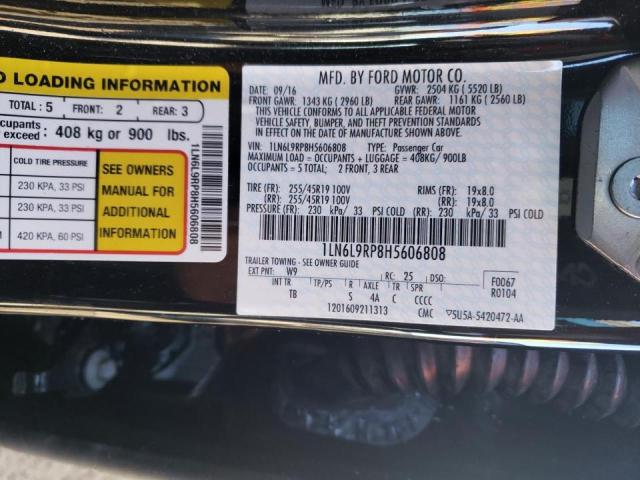 O LOADING INFORMATION
TOTAL: 5 FRONT: 2 REAR: 3
cupants
exceed: 408 kg or 900 lbs.
COLD TIRE PRESSURE
230 KPA, 33 PSI
230 KPA, 33 PSI
420 KPA, 60 PSI
SEE OWNERS
MANUAL FOR
ADDITIONAL
INFORMATION
1LN6L9RP8H5606808
MFD. BY FORD MOTOR CO.
DATE: 09/16 GVWR: 2504 KG ( 5520 LB)
FRONT GAWR: 1343 KG ( 2960 LB) REAR GAWR: 1161 KG ( 2560 LB)
THIS VEHICLE CONFORMS TO ALL APPLICABLE FEDERAL MOTOR
VEHICLE SAFETY, BUMPER, AND THEFT PREVENTION STANDARDS IN
EFFECT ON THE DATE OF MANUFACTURE SHOWN ABOVE.
VIN: 1LN6L9RP8H5606808 TYPE: Passenger Car
MAXIMUM LOAD = OCCUPANTS + LUGGAGE = 408KG/ 900LB
OCCUPANTS = 5 TOTAL; 2 FRONT, 3 REAR
TIRE (FR): 255/45R19 100V RIMS (FR): 19x8.0
(RR): 255/45R19 100V (RR): 19x8.0
PRESSURE (FR): 230 kPa/ 33 PSI COLD (RR): 230 kPa/ 33 PSI COLD
1LN6L9RP8H5606808
TRAILER TOWING - SEE OWNER GUIDE
EXT PNT: W9 RC: 25 DSO: F0067
INT TR TP/PS R AXLE TR SPR R0104
TB S 4A C CCCC
1201609211313 CMC 5U5A-5420472-AA